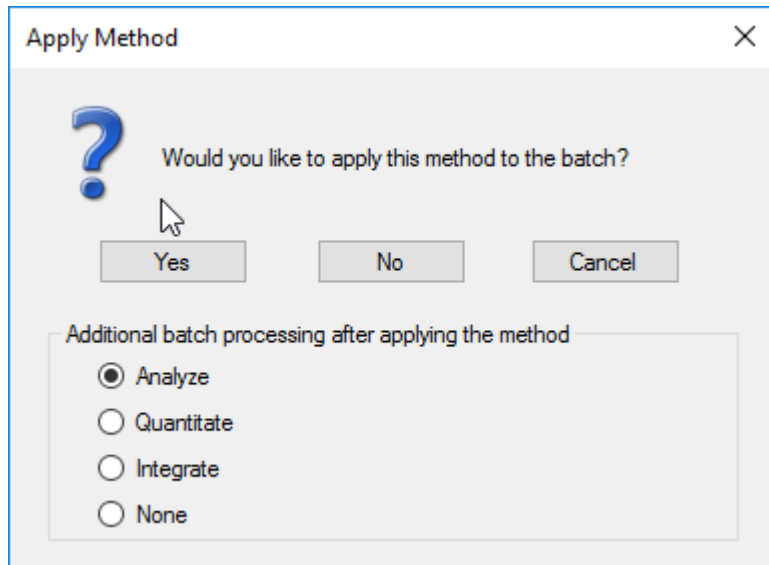 Apply Method
Would you like to apply this method to the batch?
Yes No Cancel
Additional batch processing after applying the method
Analyze
Quantitate
Integrate
None